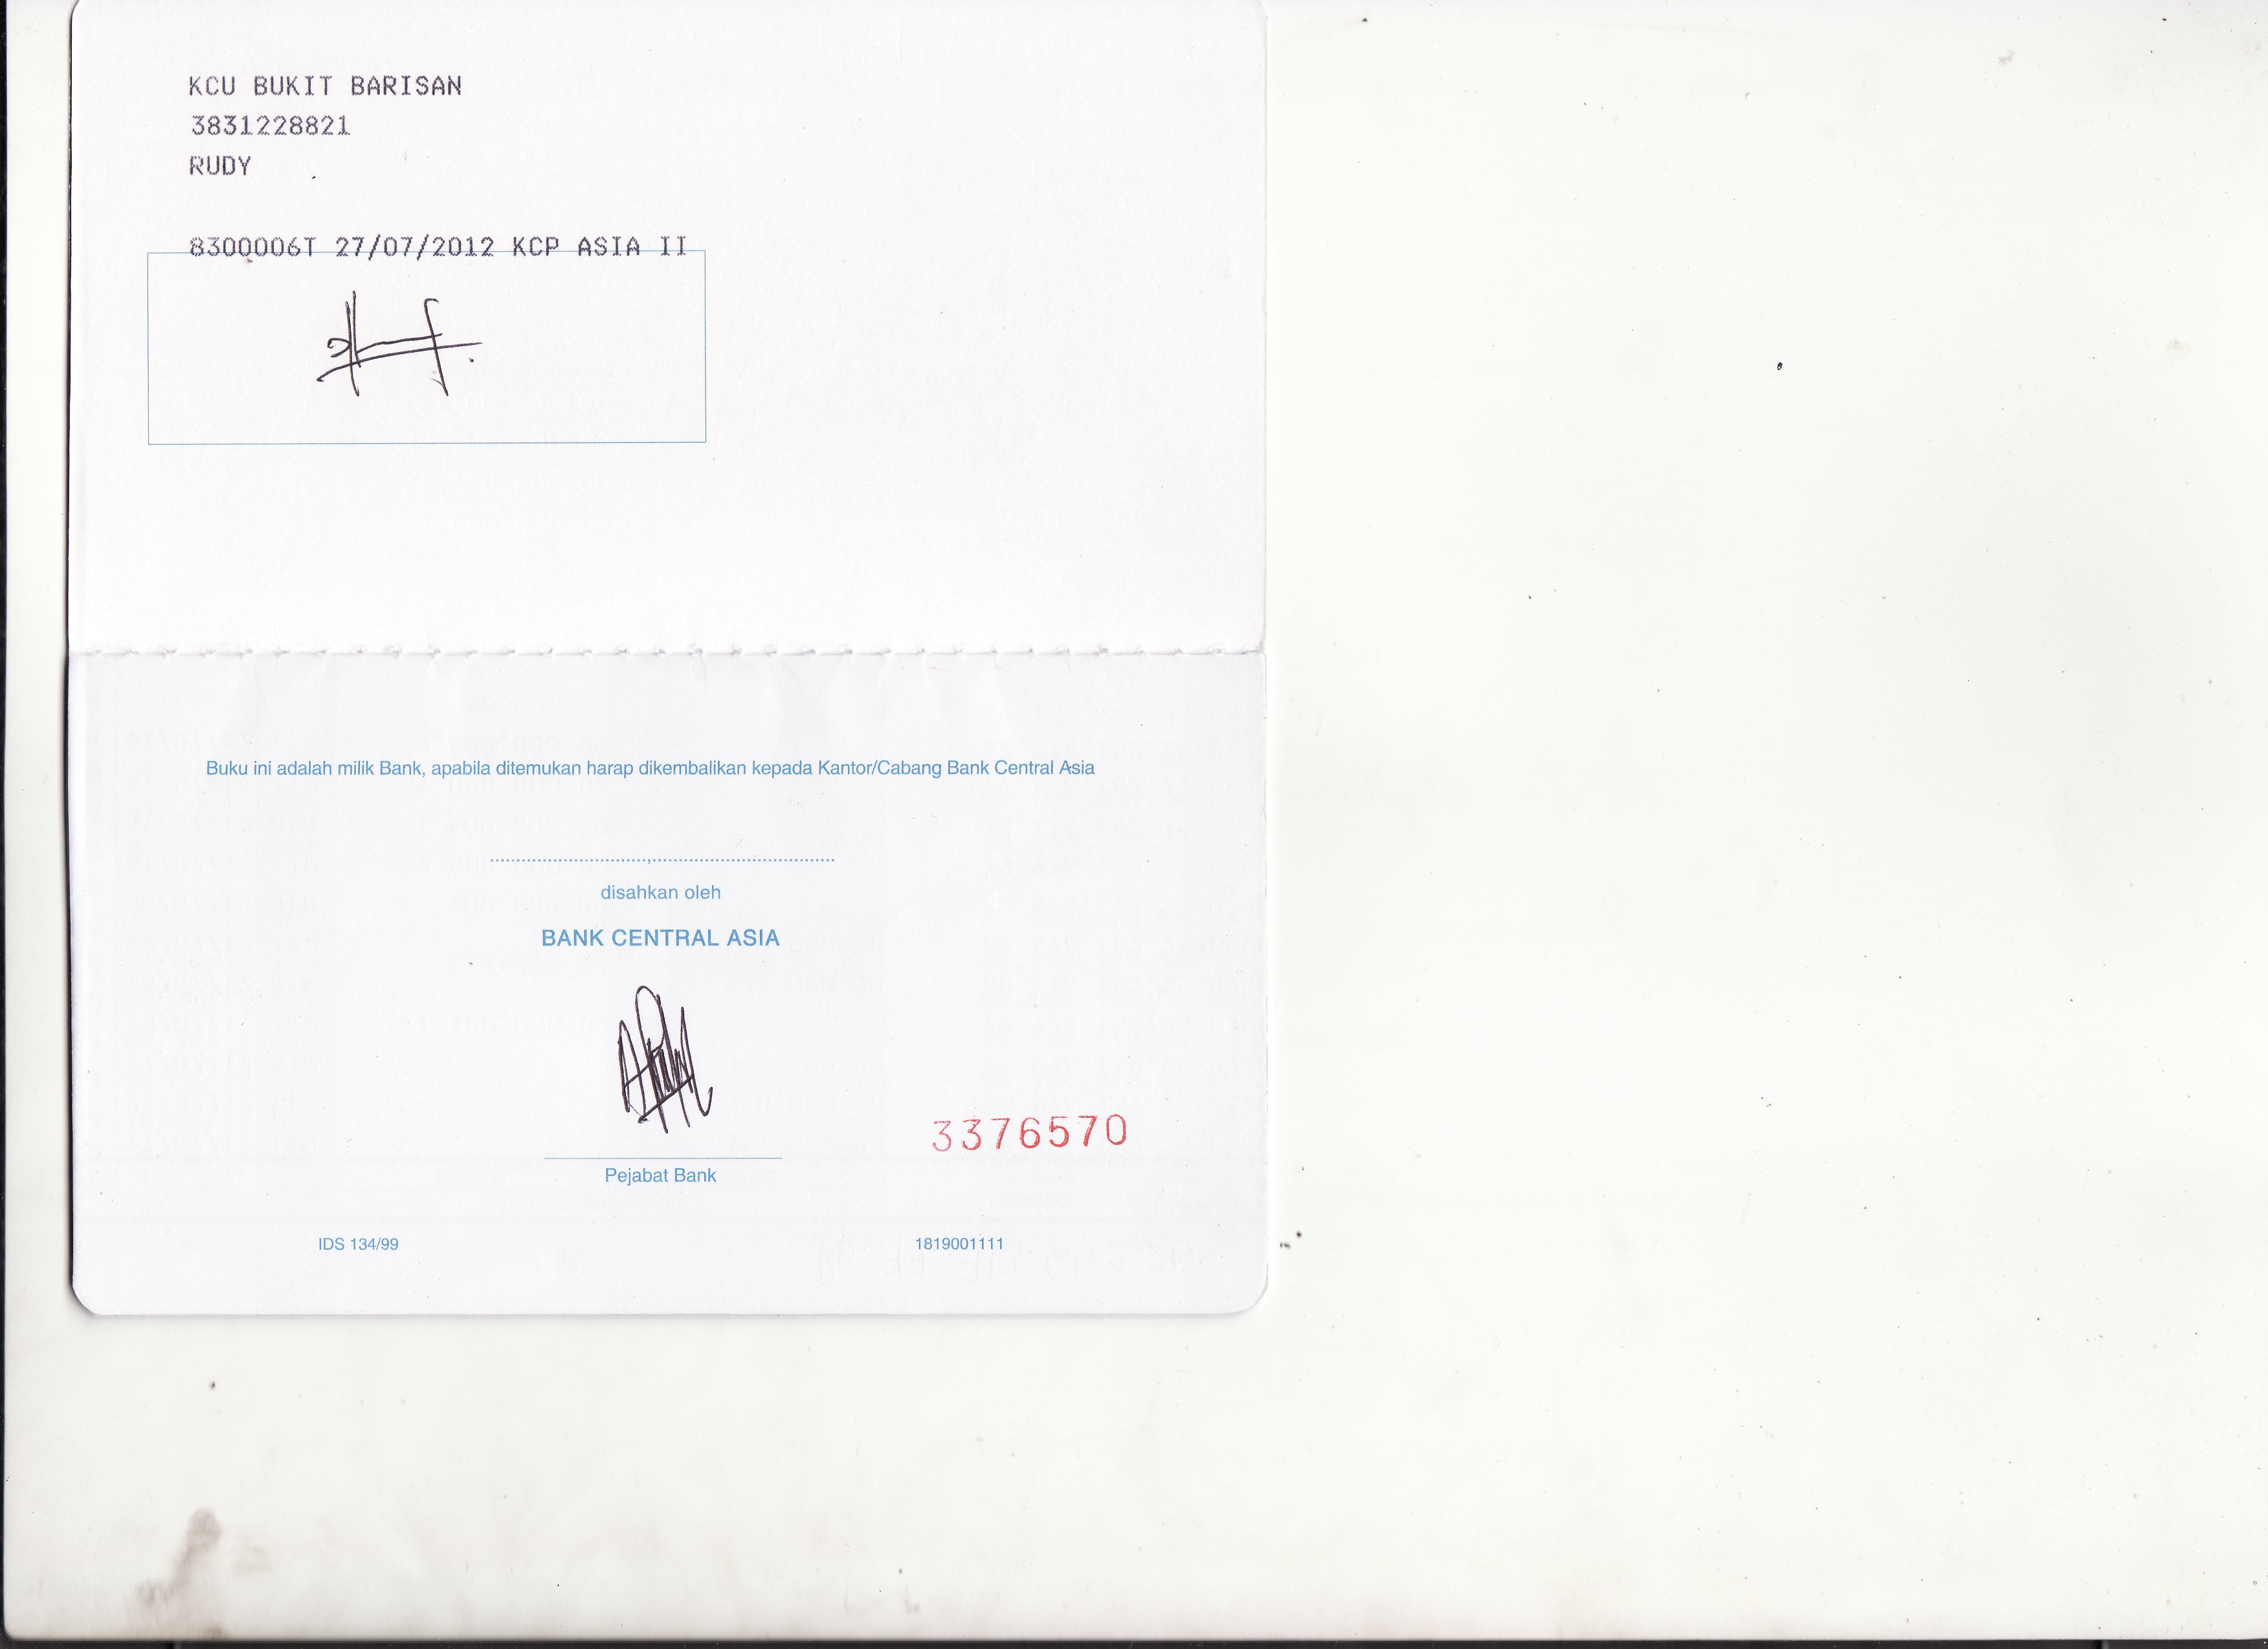 KCU BUKIT BARISAN
3831228821
RUDY
8300006T 27/07/2012 KCP ASIA II
Buku ini adalah milik Bank, apabila ditemukan harap dikembalikan kepada Kantor/Cabang Bank Central Asia
disahkan oleh
BANK CENTRAL ASIA
3376570
Pejabat Bank
IDS 134/99 1819001111